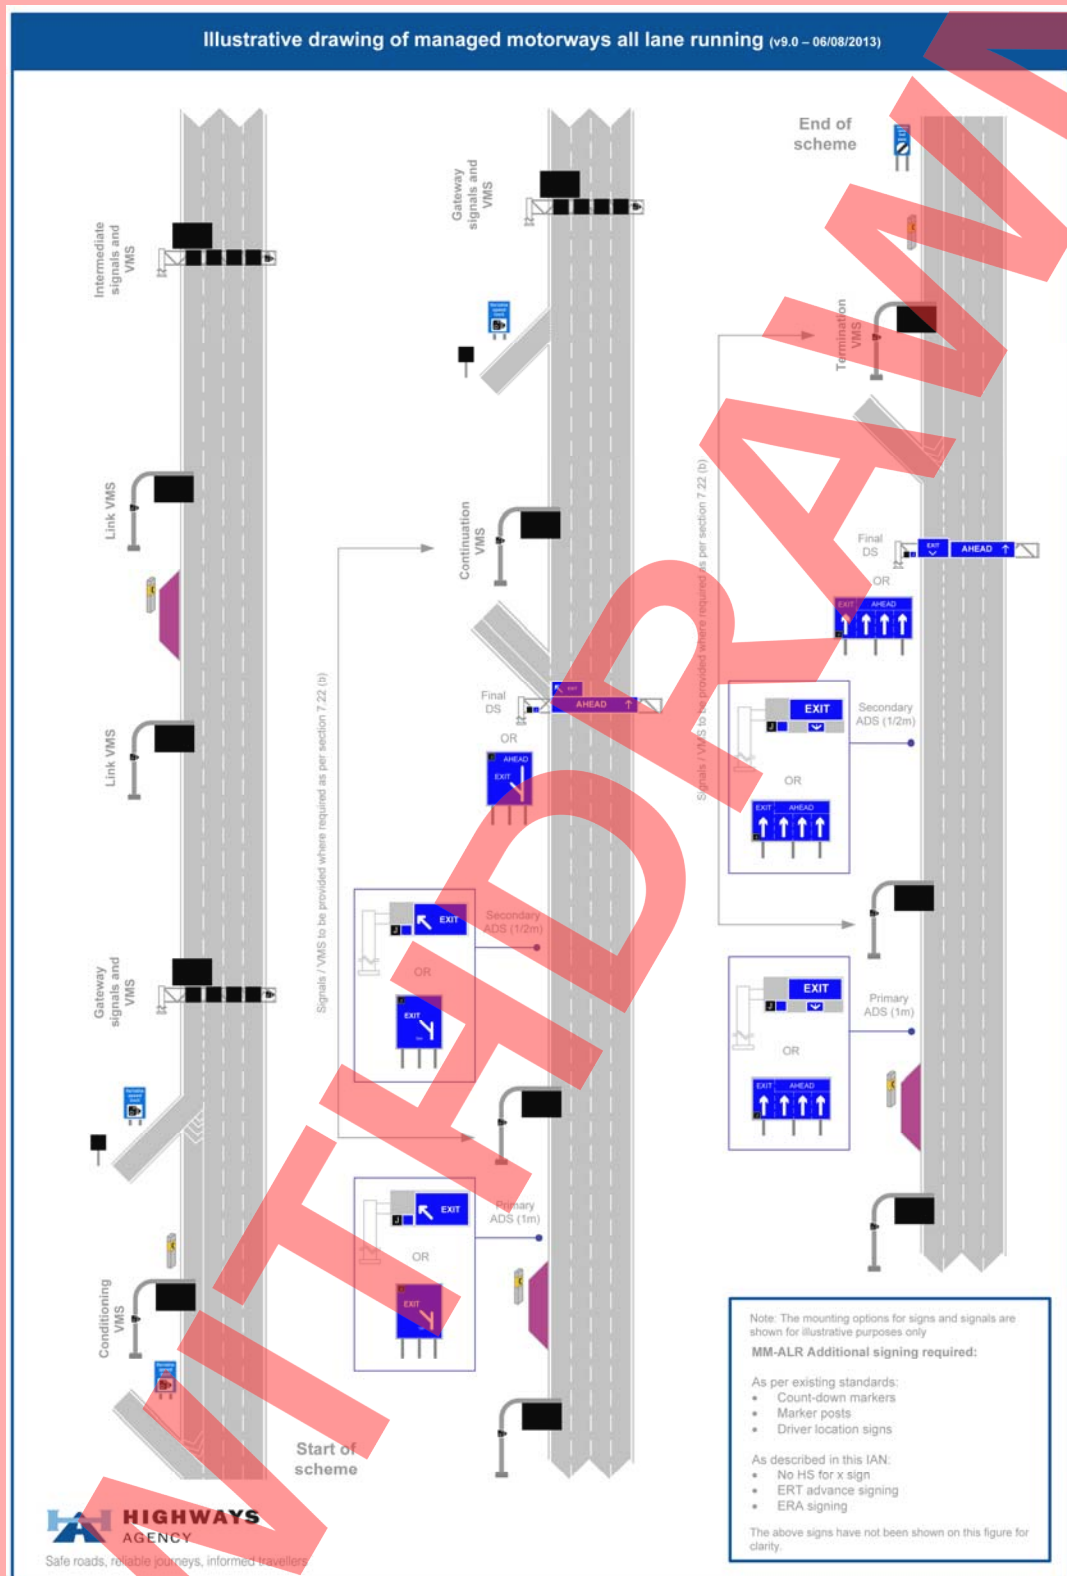 Illustrative drawing of managed motorways all lane running (v9.0 – 06/08/2013)
Intermediate
signals and
VMS
Link VMS
Link VMS
Gateway
signals and
VMS
Conditioning
VMS
Start of
scheme
Gateway
signals and
VMS
Continuation
VMS
Signals / VMS to be provided where required as per section 7.22 (b)
Final
DS
EXIT
AHEAD
OR
AHEAD
EXIT
Secondary
ADS (1/2m)
J
EXIT
OR
EXIT
Primary
ADS (1m)
J
EXIT
OR
EXIT
End of
scheme
Termination
VMS
Signals / VMS to be provided where required as per section 7.22 (b)
Final
DS
EXIT
AHEAD
OR
EXIT AHEAD
Secondary
ADS (1/2m)
EXIT
J
OR
EXIT AHEAD
Primary
ADS (1m)
EXIT
J
OR
EXIT AHEAD
Note: The mounting options for signs and signals are
shown for illustrative purposes only
MM-ALR Additional signing required:
As per existing standards:
• Count-down markers
• Marker posts
• Driver location signs
As described in this IAN:
• No HS for x sign
• ERT advance signing
• ERA signing
The above signs have not been shown on this figure for
clarity.
HIGHWAYS
AGENCY
Safe roads, reliable journeys, informed travellers
WITHDRAWN